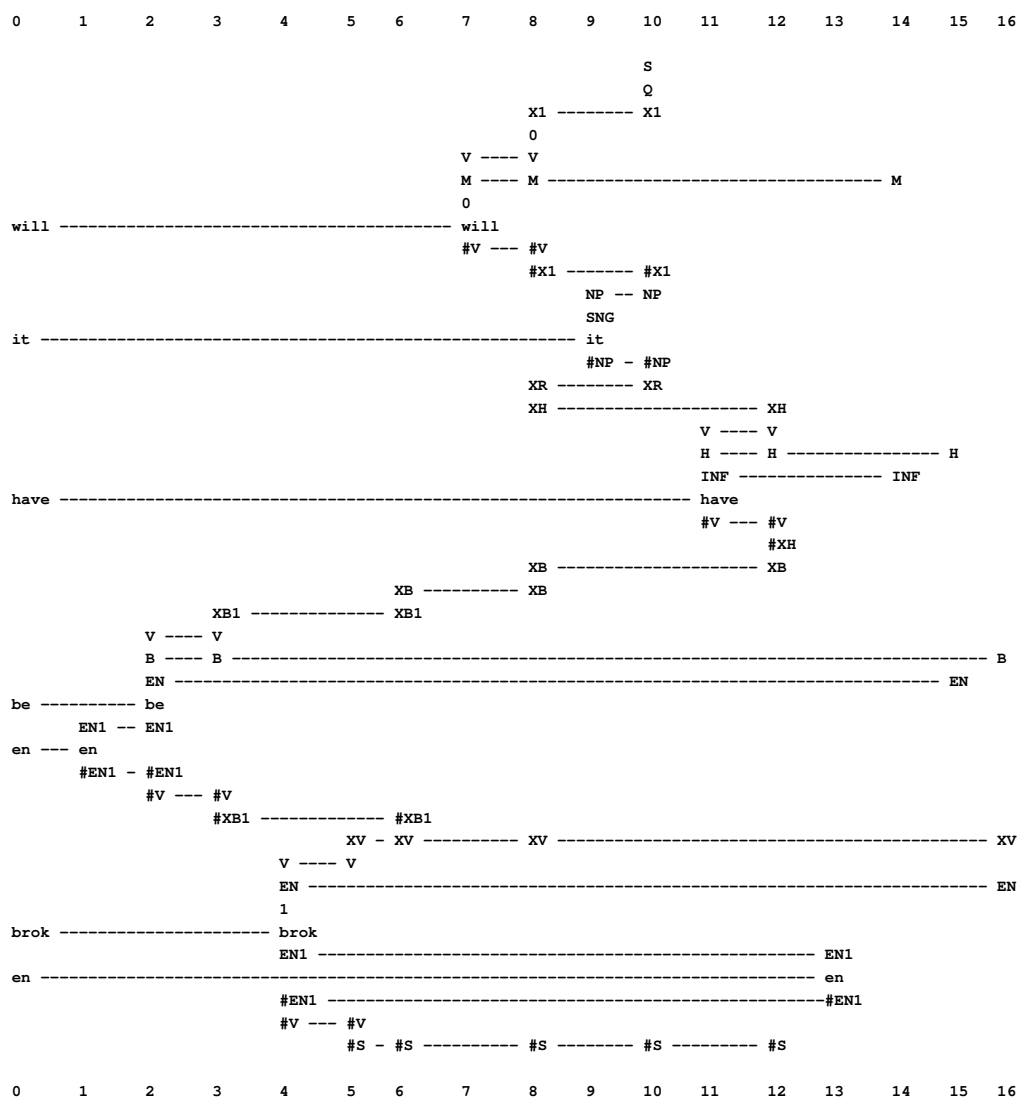 0 1 2 3 4 5 6 7 8 9 10 11 12 13 14 15 16
S
Q
X1 -------- X1
0
V ---- V
M ---- M ----------------------------------- M
0
will ----------------------------------------- will
#V --- #V
#X1 ------- #X1
NP -- NP
SNG
it -------------------------------------------------------- it
#NP - #NP
XR -------- XR
XH --------------------- XH
V ---- V
H ---- H ---------------- H
INF --------------- INF
have ------------------------------------------------------------------ have
#V --- #V
#XH
XB --------------------- XB
XB ---------- XB
XB1 -------------- XB1
V ---- V
B ---- B ------------------------------------------------------------------------------- B
EN -------------------------------------------------------------------------------- EN
be ---------- be
EN1 -- EN1
en --- en
#EN1 - #EN1
#V --- #V
#XB1 ------------- #XB1
XV - XV ---------- XV --------------------------------------------- XV
V ---- V
EN ----------------------------------------------------------------------- EN
1
brok ---------------------- brok
EN1 ---------------------------------------------------- EN1
en --------------------------------------------------------------------------------- en
#EN1 ----------------------------------------------------#EN1
#V --- #V
#S - #S ---------- #S -------- #S --------- #S
0 1 2 3 4 5 6 7 8 9 10 11 12 13 14 15 16